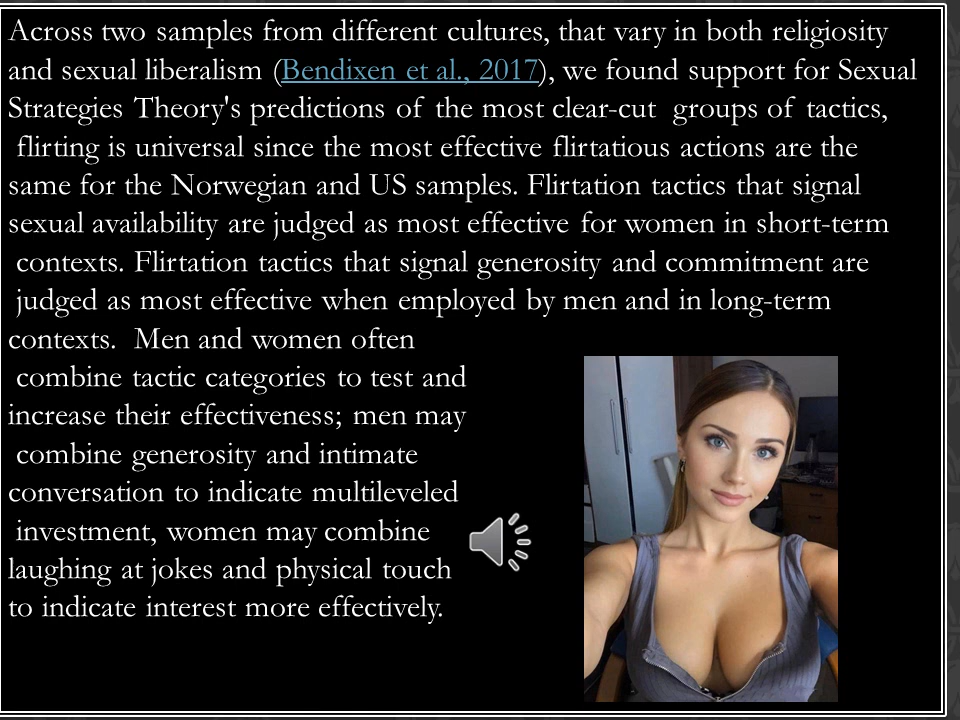 Across two samples from different cultures, that vary in both religiosity
and sexual liberalism (Bendixen et al., 2017), we found support for Sexual
Strategies Theory's predictions of the most clear-cut groups of tactics,
flirting is universal since the most effective flirtatious actions are the
same for the Norwegian and US samples. Flirtation tactics that signal
sexual availability are judged as most effective for women in short-term
contexts. Flirtation tactics that signal generosity and commitment are
judged as most effective when employed by men and in long-term
contexts. Men and women often
combine tactic categories to test and
increase their effectiveness; men may
combine generosity and intimate
conversation to indicate multileveled
investment, women may combine
laughing at jokes and physical touch
to indicate interest more effectively.